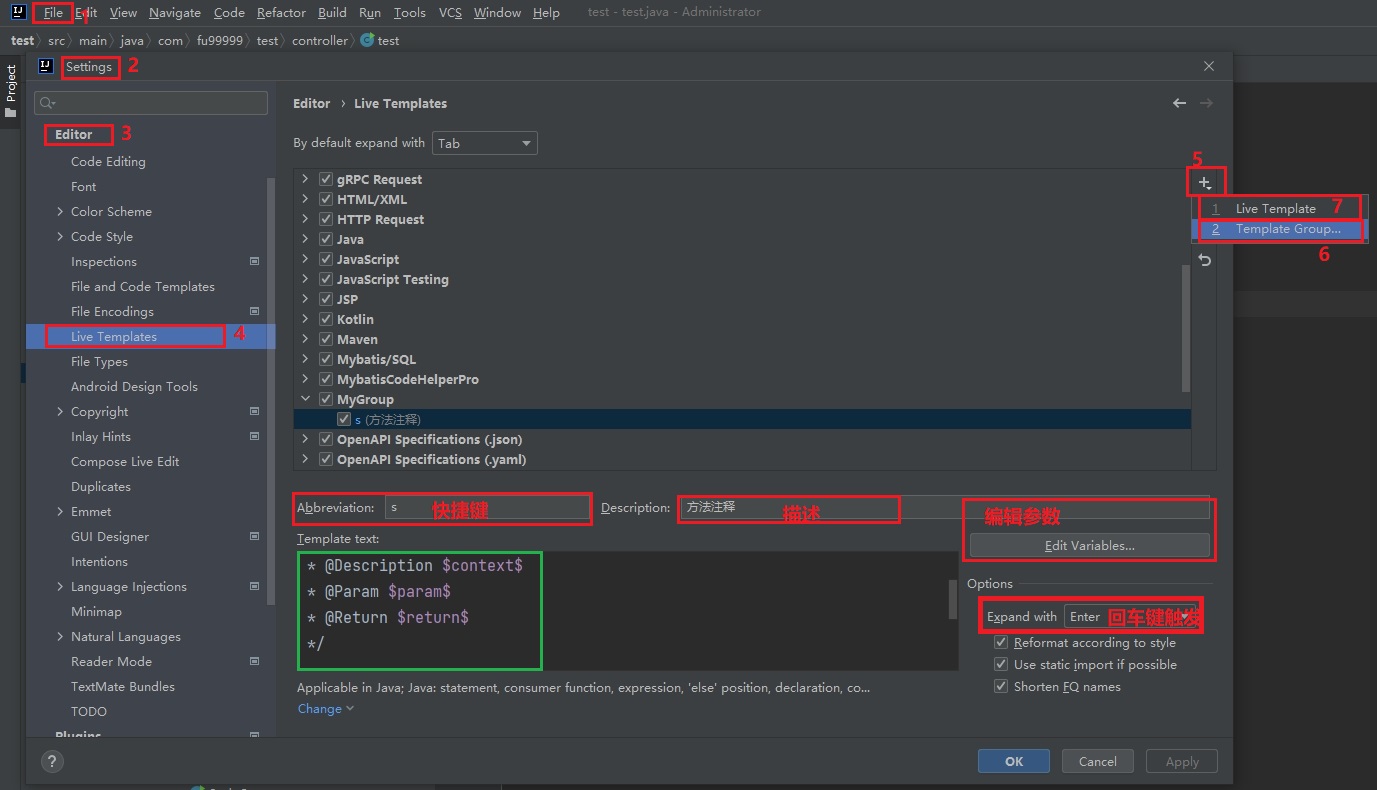 File Edit View Navigate Code Refactor Build Run Tools VCS Window Help test - test.java - Administrator
1
test src main java com fu99999 test controller test
Project
Settings 2
Editor 3
Code Editing
Font
Color Scheme
Code Style
Inspections
File and Code Templates
File Encodings
Live Templates 4
File Types
Android Design Tools
Copyright
Inlay Hints
Compose Live Edit
Duplicates
Emmet
GUI Designer
Intentions
Language Injections
Minimap
Natural Languages
Reader Mode
TextMate Bundles
TODO
Plugins
Editor › Live Templates
By default expand with Tab
gRPC Request
HTML/XML
HTTP Request
Java
JavaScript
JavaScript Testing
JSP
Kotlin
Maven
Mybatis/SQL
MybatisCodeHelperPro
MyGroup
s (方法注释)
OpenAPI Specifications (.json)
OpenAPI Specifications (.yaml)
5
1 Live Template 7
2 Template Group...
6
Abbreviation: s 快捷键 Description: 方法注释 描述
编辑参数
Template text:
Edit Variables...
* @Description $context$
* @Param $param$
* @Return $return$
*/
Options
Expand with Enter 回车键触发
Reformat according to style
Use static import if possible
Shorten FQ names
Applicable in Java; Java: statement, consumer function, expression, 'else' position, declaration, co...
Change
? OK Cancel Apply